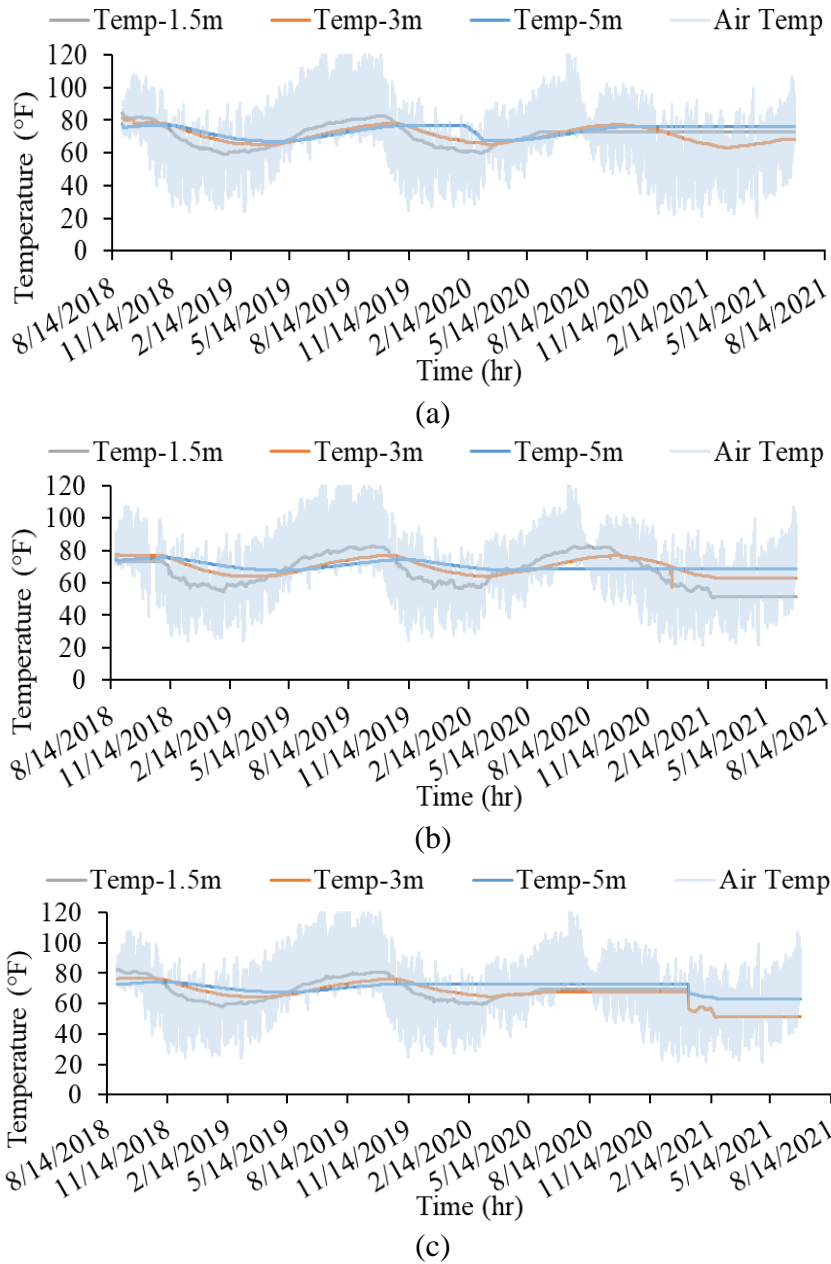 Temp-1.5m Temp-3m Temp-5m Air Temp
Temperature (°F)
120
100
80
60
40
20
0
8/14/2018 11/14/2018 2/14/2019 5/14/2019 8/14/2019 11/14/2019 2/14/2020 5/14/2020 8/14/2020 11/14/2020 2/14/2021 5/14/2021 8/14/2021
Time (hr)
(a)
Temp-1.5m Temp-3m Temp-5m Air Temp
Temperature (°F)
120
100
80
60
40
20
0
8/14/2018 11/14/2018 2/14/2019 5/14/2019 8/14/2019 11/14/2019 2/14/2020 5/14/2020 8/14/2020 11/14/2020 2/14/2021 5/14/2021 8/14/2021
Time (hr)
(b)
Temp-1.5m Temp-3m Temp-5m Air Temp
Temperature (°F)
120
100
80
60
40
20
0
8/14/2018 11/14/2018 2/14/2019 5/14/2019 8/14/2019 11/14/2019 2/14/2020 5/14/2020 8/14/2020 11/14/2020 2/14/2021 5/14/2021 8/14/2021
Time (hr)
(c)